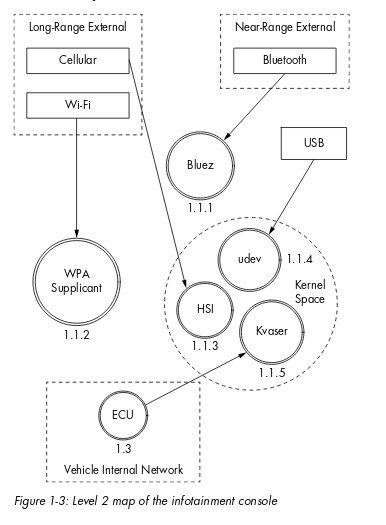 Long-Range External
Near-Range External
Cellular
Bluetooth
Wi-Fi
USB
Bluez
1.1.1
udev
1.1.4
WPA
Supplicant
1.1.2
Kernel
Space
HSI
1.1.3
Kvaser
1.1.5
ECU
1.3
Vehicle Internal Network
Figure 1-3: Level 2 map of the infotainment console